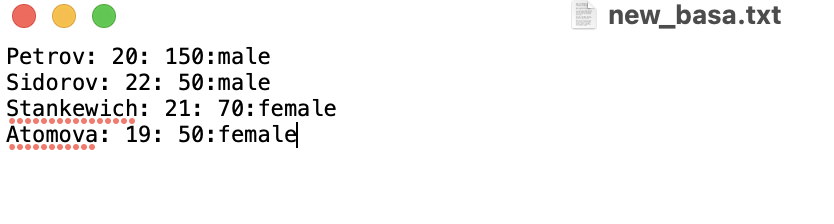 new_basa.txt
Petrov: 20: 150:male
Sidorov: 22: 50:male
Stankewich: 21: 70:female
Atomova: 19: 50:female